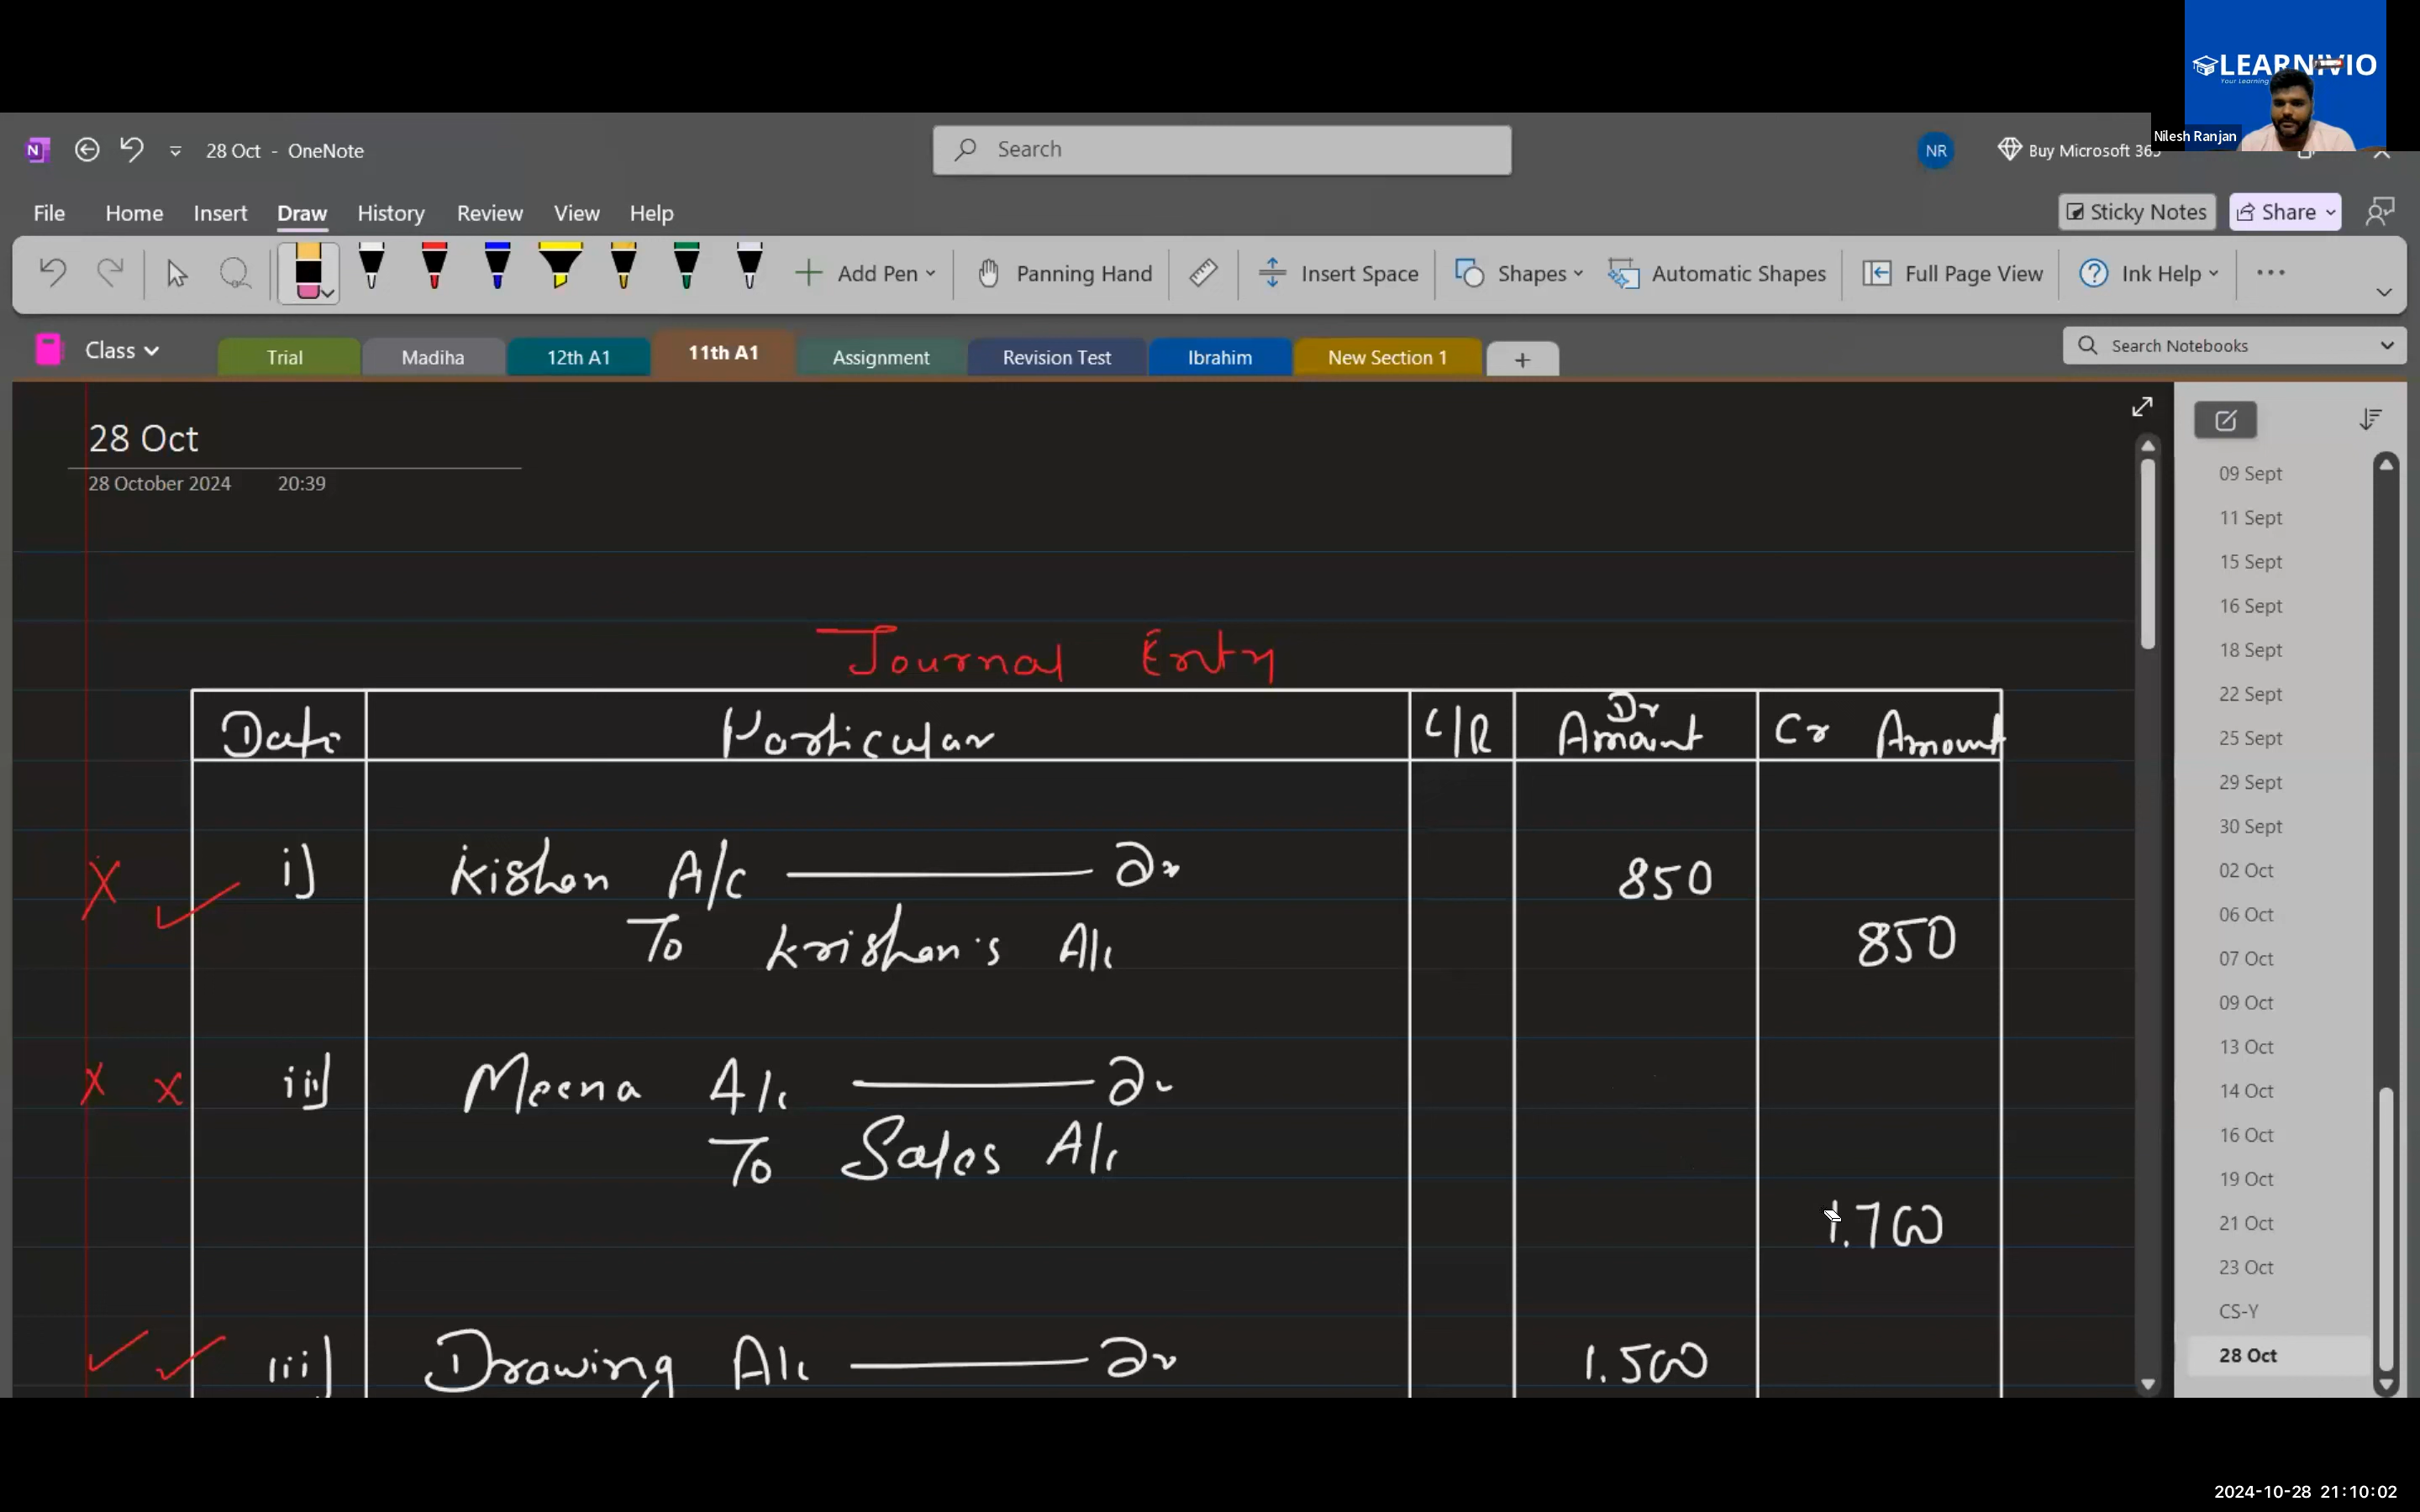 LEARNIVIO
Your Learning
Nilesh Ranjan
28 Oct - OneNote
Search
NR
Buy Microsoft 365
File Home Insert Draw History Review View Help
Sticky Notes Share
Add Pen Panning Hand Insert Space Shapes Automatic Shapes Full Page View Ink Help
Class Trial Madiha 12th A1 11th A1 Assignment Revision Test Ibrahim New Section 1 +
Search Notebooks
28 Oct
28 October 2024 20:39
Journal Entry
Date Particular L/R Dr Amount Cr Amount
i) Kishan A/c Dr 850
To Krishan's A/c 850
ii) Meena A/c Dr
To Sales A/c
1.700
iii) Drawing A/c Dr 1.500
09 Sept
11 Sept
15 Sept
16 Sept
18 Sept
22 Sept
25 Sept
29 Sept
30 Sept
02 Oct
06 Oct
07 Oct
09 Oct
13 Oct
14 Oct
16 Oct
19 Oct
21 Oct
23 Oct
CS-Y
28 Oct
2024-10-28 21:10:02